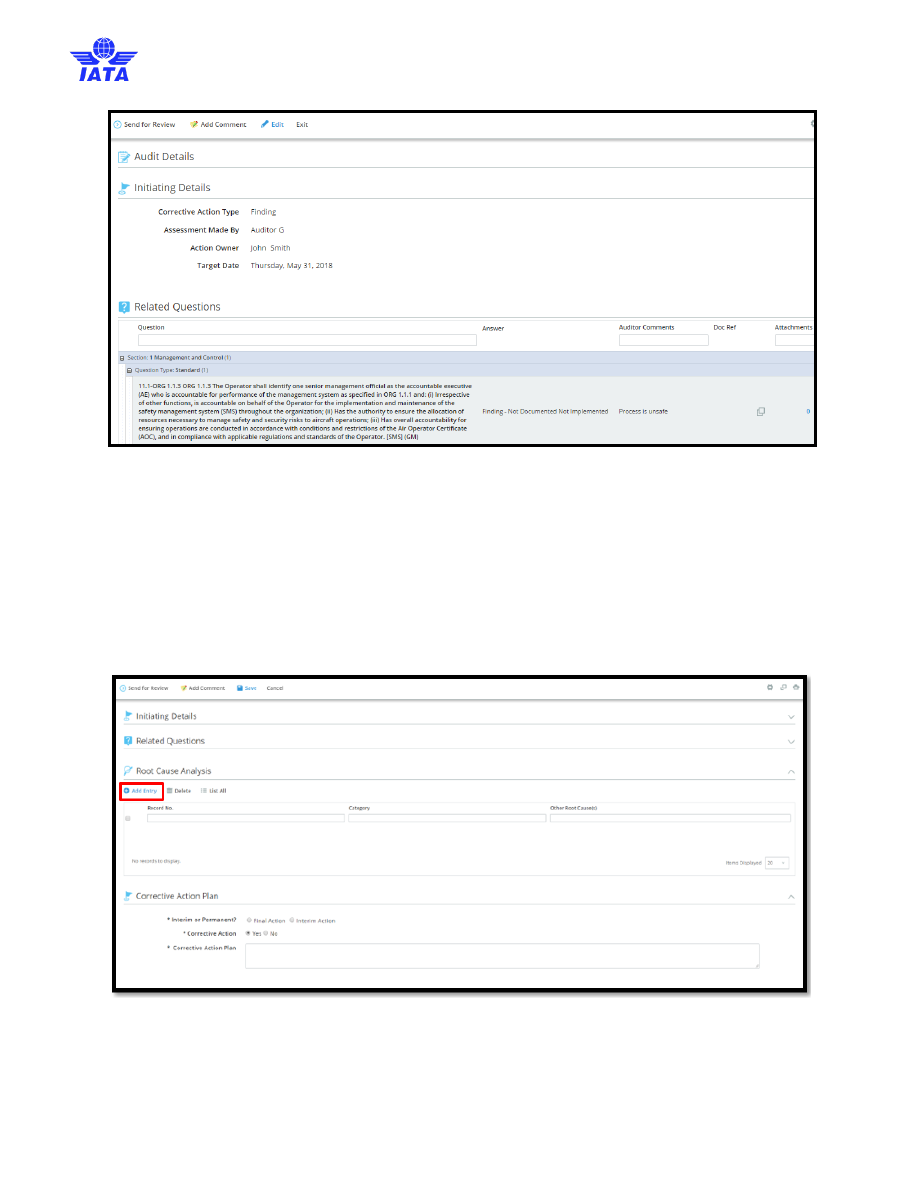 IATA
Send for Review Add Comment Edit Exit
Audit Details
Initiating Details
Corrective Action Type Finding
Assessment Made By Auditor G
Action Owner John Smith
Target Date Thursday, May 31, 2018
Related Questions
Question Answer Auditor Comments Doc Ref Attachments
Section: 1 Management and Control (1)
Question Type: Standard (1)
11.1-ORG 1.1.3 ORG 1.1.3 The Operator shall identify one senior management official as the accountable executive
(AE) who is accountable for performance of the management system as specified in ORG 1.1.1 and: (i) Irrespective
of other functions, is accountable on behalf of the Operator for the implementation and maintenance of the
safety management system (SMS) throughout the organization; (ii) Has the authority to ensure the allocation of
resources necessary to manage safety and security risks to aircraft operations; (iii) Has overall accountability for
ensuring operations are conducted in accordance with conditions and restrictions of the Air Operator Certificate
(AOC), and in compliance with applicable regulations and standards of the Operator. [SMS] (GM)
Finding - Not Documented Not Implemented Process is unsafe 0
Send for Review Add Comment Save Cancel
Initiating Details
Related Questions
Root Cause Analysis
Add Entry Delete List All
Record No. Category Other Root Cause(s)
No records to display. Items Displayed 20
Corrective Action Plan
* Interim or Permanent? Final Action Interim Action
* Corrective Action Yes No
* Corrective Action Plan